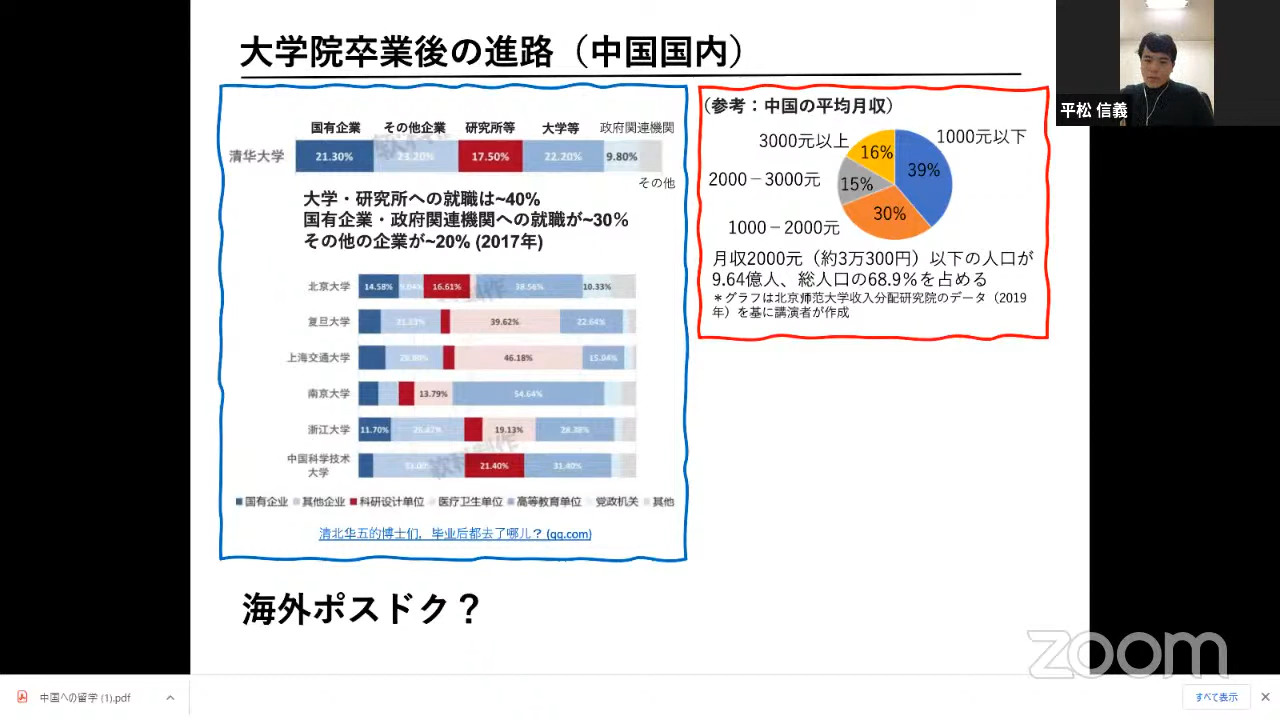 大学院卒業後の進路（中国国内）
平松 信義
国有企業 その他企業 研究所等 大学等 政府関連機関
清华大学 21.30% 23.20% 17.50% 22.20% 9.80%
その他
大学・研究所への就職は~40%
国有企業・政府関連機関への就職が~30%
その他の企業が~20% (2017年)
北京大学 14.58% 16.61% 38.56% 10.33%
复旦大学 21.23% 39.62% 22.64%
上海交通大学 46.18% 15.04%
南京大学 13.79% 54.64%
浙江大学 11.70% 19.13% 28.38%
中国科学技术
大学 21.40% 31.40%
国有企业 其他企业 科研设计单位 医疗卫生单位 高等教育单位 党政机关 其他
清北华五的博士们，毕业后都去了哪儿？ (qq.com)
（参考：中国の平均月収）
3000元以上 16% 1000元以下
39%
2000－3000元 15%
30%
1000－2000元
月収2000元（約3万300円）以下の人口が
9.64億人、総人口の68.9%を占める
＊グラフは北京师范大学收入分配研究院のデータ（2019
年）を基に講演者が作成
海外ポスドク？
zoom
中国への留学 (1).pdf
すべて表示